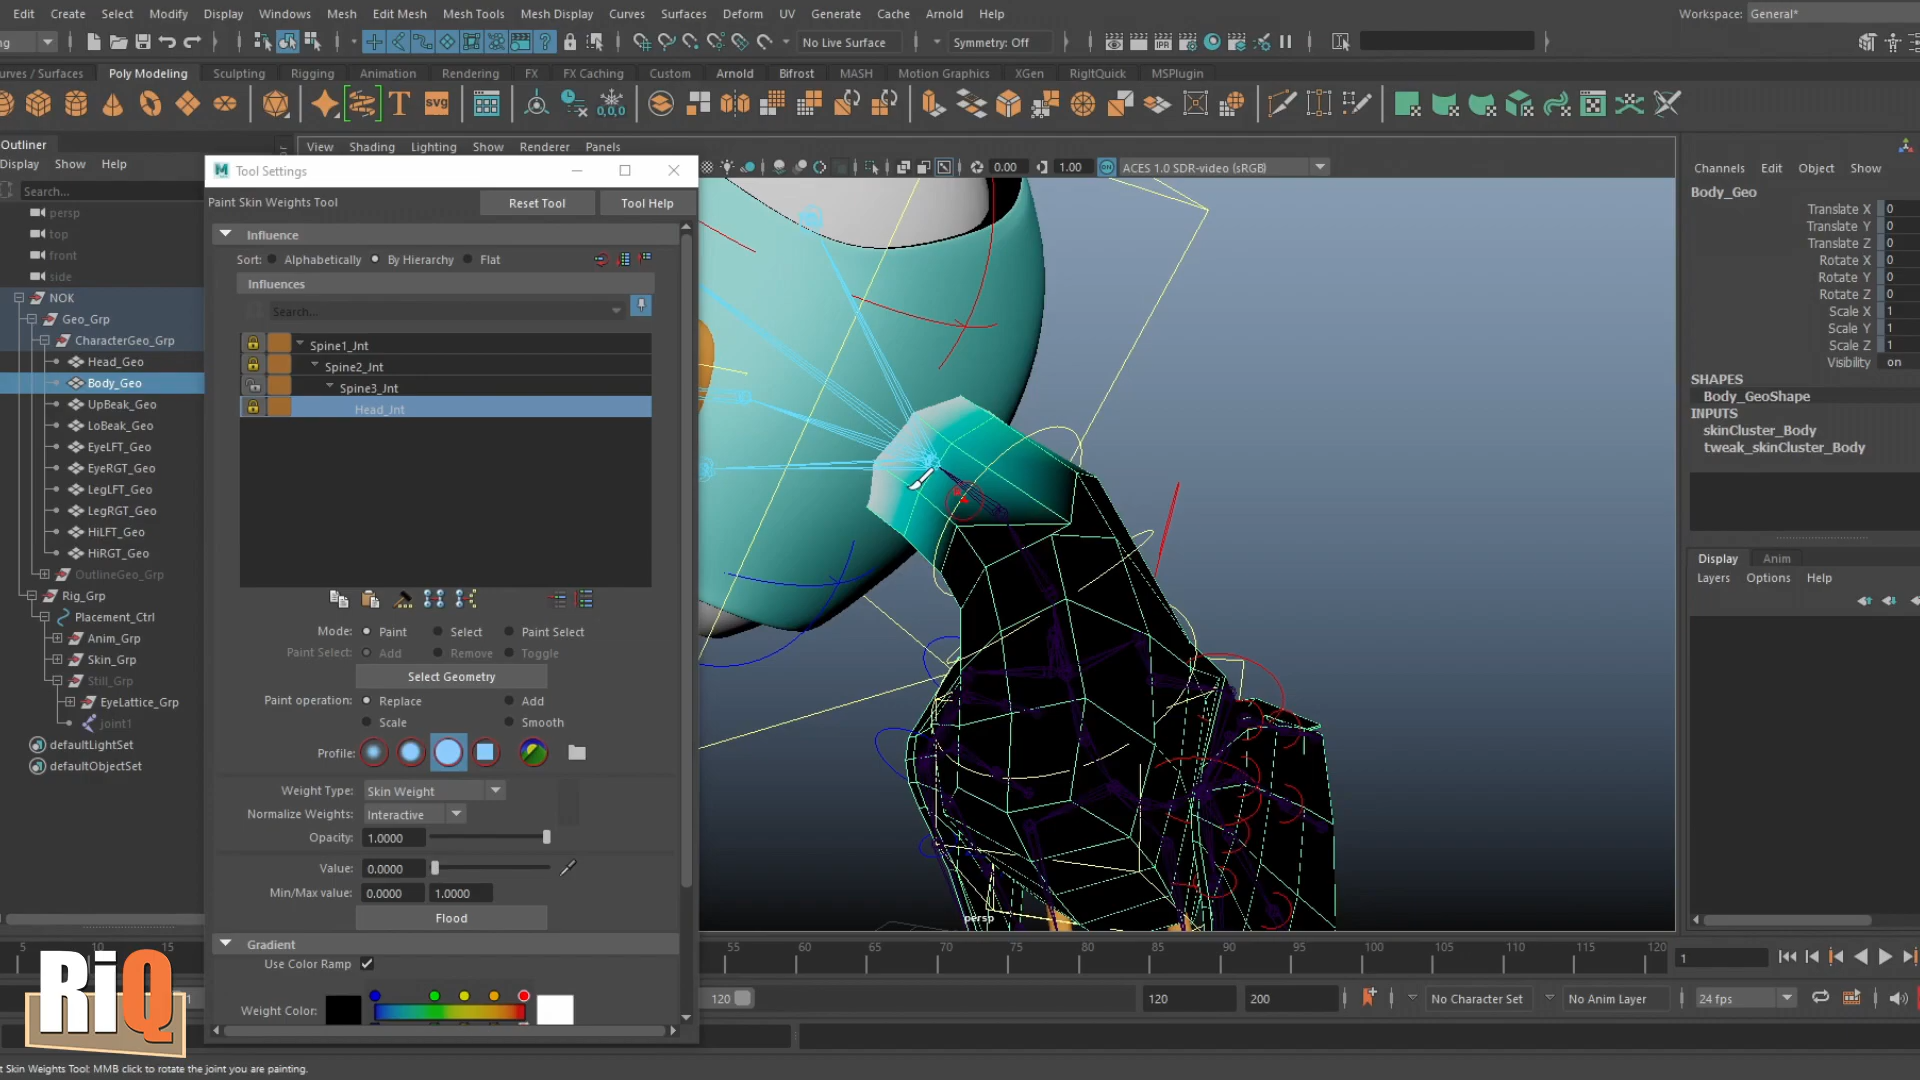 Edit Create Select Modify Display Windows Mesh Edit Mesh Mesh Tools Mesh Display Curves Surfaces Deform UV Generate Cache Arnold Help
Workspace: General*
No Live Surface
Symmetry: Off
urves / Surfaces Poly Modeling Sculpting Rigging Animation Rendering FX FX Caching Custom Arnold Bifrost MASH Motion Graphics XGen RigItQuick MSPlugin
Outliner
Display Show Help
Search...
persp
top
front
side
NOK
Geo_Grp
CharacterGeo_Grp
Head_Geo
Body_Geo
UpBeak_Geo
LoBeak_Geo
EyeLFT_Geo
EyeRGT_Geo
LegLFT_Geo
LegRGT_Geo
HiLFT_Geo
HiRGT_Geo
OutlineGeo_Grp
Rig_Grp
Placement_Ctrl
Anim_Grp
Skin_Grp
Still_Grp
EyeLattice_Grp
joint1
defaultLightSet
defaultObjectSet
Tool Settings
Paint Skin Weights Tool Reset Tool Tool Help
Influence
Sort: Alphabetically By Hierarchy Flat
Influences
Search...
Spine1_Jnt
Spine2_Jnt
Spine3_Jnt
Head_Jnt
Mode: Paint Select Paint Select
Paint Select: Add Remove Toggle
Select Geometry
Paint operation: Replace Add
Scale Smooth
Profile:
Weight Type: Skin Weight
Normalize Weights: Interactive
Opacity: 1.0000
Value: 0.0000
Min/Max value: 0.0000 1.0000
Flood
Gradient
Use Color Ramp
Weight Color:
View Shading Lighting Show Renderer Panels
0.00 1.00 ACES 1.0 SDR-video (sRGB)
persp
Channels Edit Object Show
Body_Geo
Translate X 0
Translate Y 0
Translate Z 0
Rotate X 0
Rotate Y 0
Rotate Z 0
Scale X 1
Scale Y 1
Scale Z 1
Visibility on
SHAPES
Body_GeoShape
INPUTS
skinCluster_Body
tweak_skinCluster_Body
Display Anim
Layers Options Help
5 10 15 55 60 65 70 75 80 85 90 95 100 105 110 115 120
1
1 120 120 200 No Character Set No Anim Layer 24 fps
RiQ
t Skin Weights Tool: MMB click to rotate the joint you are painting.